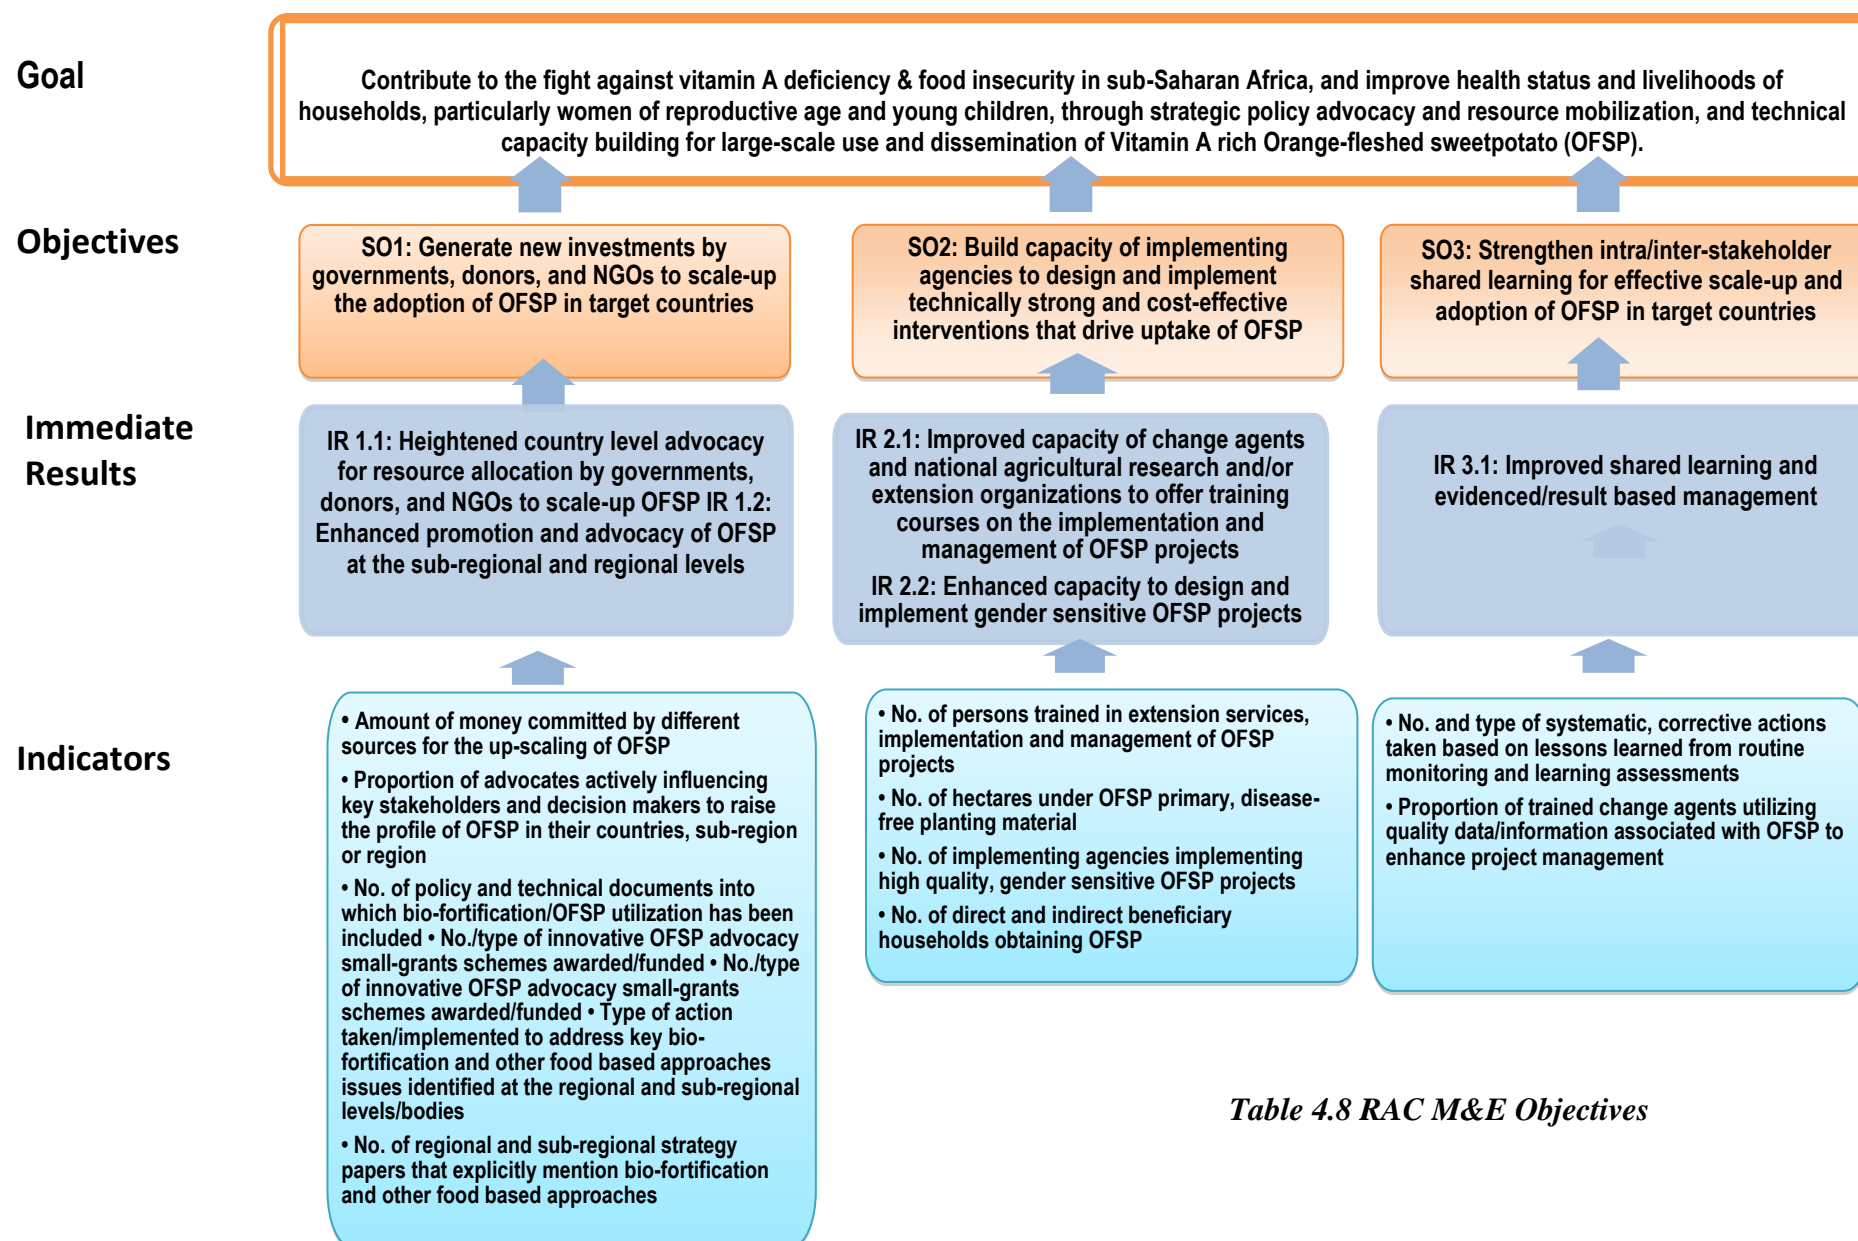 Goal
Contribute to the fight against vitamin A deficiency & food insecurity in sub-Saharan Africa, and improve health status and livelihoods of
households, particularly women of reproductive age and young children, through strategic policy advocacy and resource mobilization, and technical
capacity building for large-scale use and dissemination of Vitamin A rich Orange-fleshed sweetpotato (OFSP).
Objectives
SO1: Generate new investments by
governments, donors, and NGOs to scale-up
the adoption of OFSP in target countries
SO2: Build capacity of implementing
agencies to design and implement
technically strong and cost-effective
interventions that drive uptake of OFSP
SO3: Strengthen intra/inter-stakeholder
shared learning for effective scale-up and
adoption of OFSP in target countries
Immediate
Results
IR 1.1: Heightened country level advocacy
for resource allocation by governments,
donors, and NGOs to scale-up OFSP IR 1.2:
Enhanced promotion and advocacy of OFSP
at the sub-regional and regional levels
IR 2.1: Improved capacity of change agents
and national agricultural research and/or
extension organizations to offer training
courses on the implementation and
management of OFSP projects
IR 2.2: Enhanced capacity to design and
implement gender sensitive OFSP projects
IR 3.1: Improved shared learning and
evidenced/result based management
Indicators
• Amount of money committed by different
sources for the up-scaling of OFSP
• Proportion of advocates actively influencing
key stakeholders and decision makers to raise
the profile of OFSP in their countries, sub-region
or region
• No. of policy and technical documents into
which bio-fortification/OFSP utilization has been
included • No./type of innovative OFSP advocacy
small-grants schemes awarded/funded • No./type
of innovative OFSP advocacy small-grants
schemes awarded/funded • Type of action
taken/implemented to address key bio-
fortification and other food based approaches
issues identified at the regional and sub-regional
levels/bodies
• No. of regional and sub-regional strategy
papers that explicitly mention bio-fortification
and other food based approaches
• No. of persons trained in extension services,
implementation and management of OFSP
projects
• No. of hectares under OFSP primary, disease-
free planting material
• No. of implementing agencies implementing
high quality, gender sensitive OFSP projects
• No. of direct and indirect beneficiary
households obtaining OFSP
• No. and type of systematic, corrective actions
taken based on lessons learned from routine
monitoring and learning assessments
• Proportion of trained change agents utilizing
quality data/information associated with OFSP to
enhance project management
Table 4.8 RAC M&E Objectives